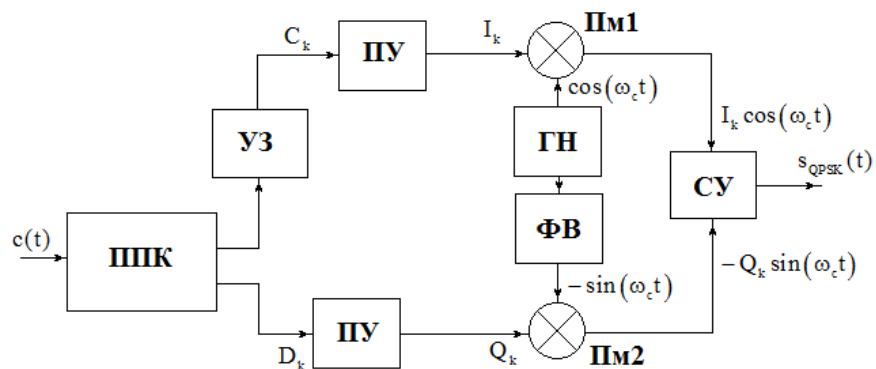 C_k
ПУ
I_k
Пм1
cos(ω_c t)
I_k cos(ω_c t)
УЗ
ГН
СУ
s_QPSK(t)
c(t)
ППК
ФВ
−sin(ω_c t)
−Q_k sin(ω_c t)
D_k
ПУ
Q_k
Пм2